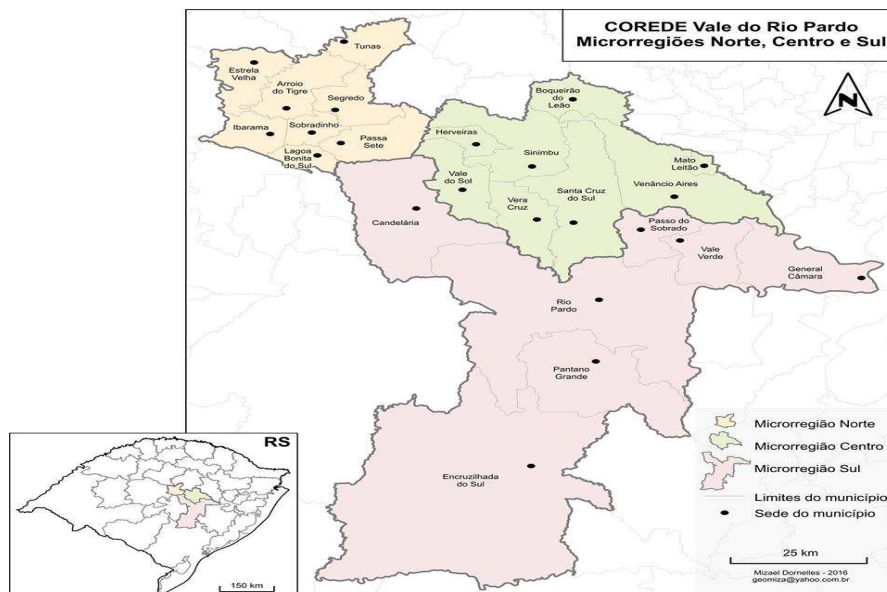 COREDE Vale do Rio Pardo
Microrregiões Norte, Centro e Sul
N
Tunas
Estrela
Velha
Arroio
do Tigre
Segredo
Ibarama
Sobradinho
Passa
Sete
Lagoa
Bonita
do Sul
Boqueirão
do
Leão
Herveiras
Sinimbu
Mato
Leitão
Vale
do Sol
Vera
Cruz
Santa Cruz
do Sul
Venâncio Aires
Candelária
Passo do
Sobrado
Vale
Verde
General
Câmara
Rio
Pardo
Pantano
Grande
Encruzilhada
do Sul
Microrregião Norte
Microrregião Centro
Microrregião Sul
Limites do município
Sede do município
25 km
Mizael Dornelles - 2016
geomiza@yahoo.com.br
RS
150 km